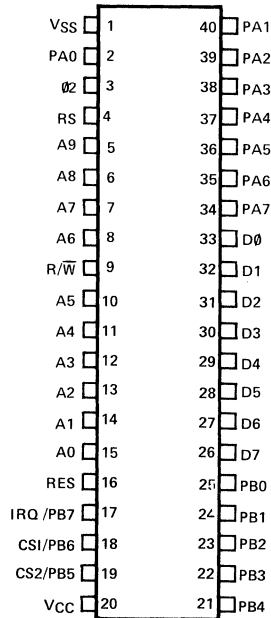 VSS 1 40 PA1
PA0 2 39 PA2
Ø2 3 38 PA3
RS 4 37 PA4
A9 5 36 PA5
A8 6 35 PA6
A7 7 34 PA7
A6 8 33 DØ
R/W̅ 9 32 D1
A5 10 31 D2
A4 11 30 D3
A3 12 29 D4
A2 13 28 D5
A1 14 27 D6
A0 15 26 D7
RES 16 25 PB0
IRQ/PB7 17 24 PB1
CSI/PB6 18 23 PB2
CS2/PB5 19 22 PB3
VCC 20 21 PB4